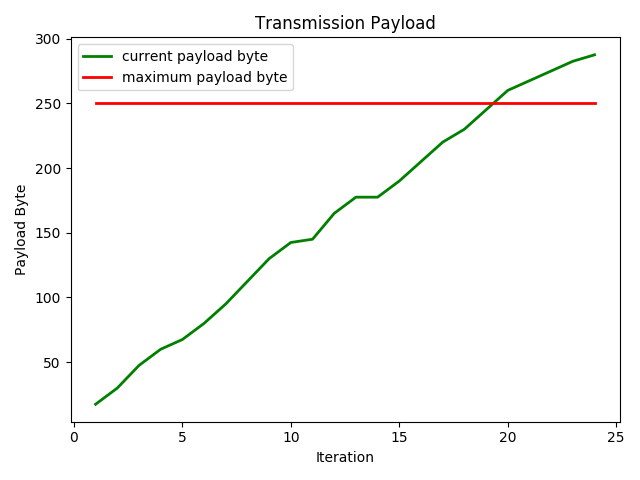 Transmission Payload
current payload byte
maximum payload byte
Payload Byte
300
250
200
150
100
50
0
5
10
15
20
25
Iteration